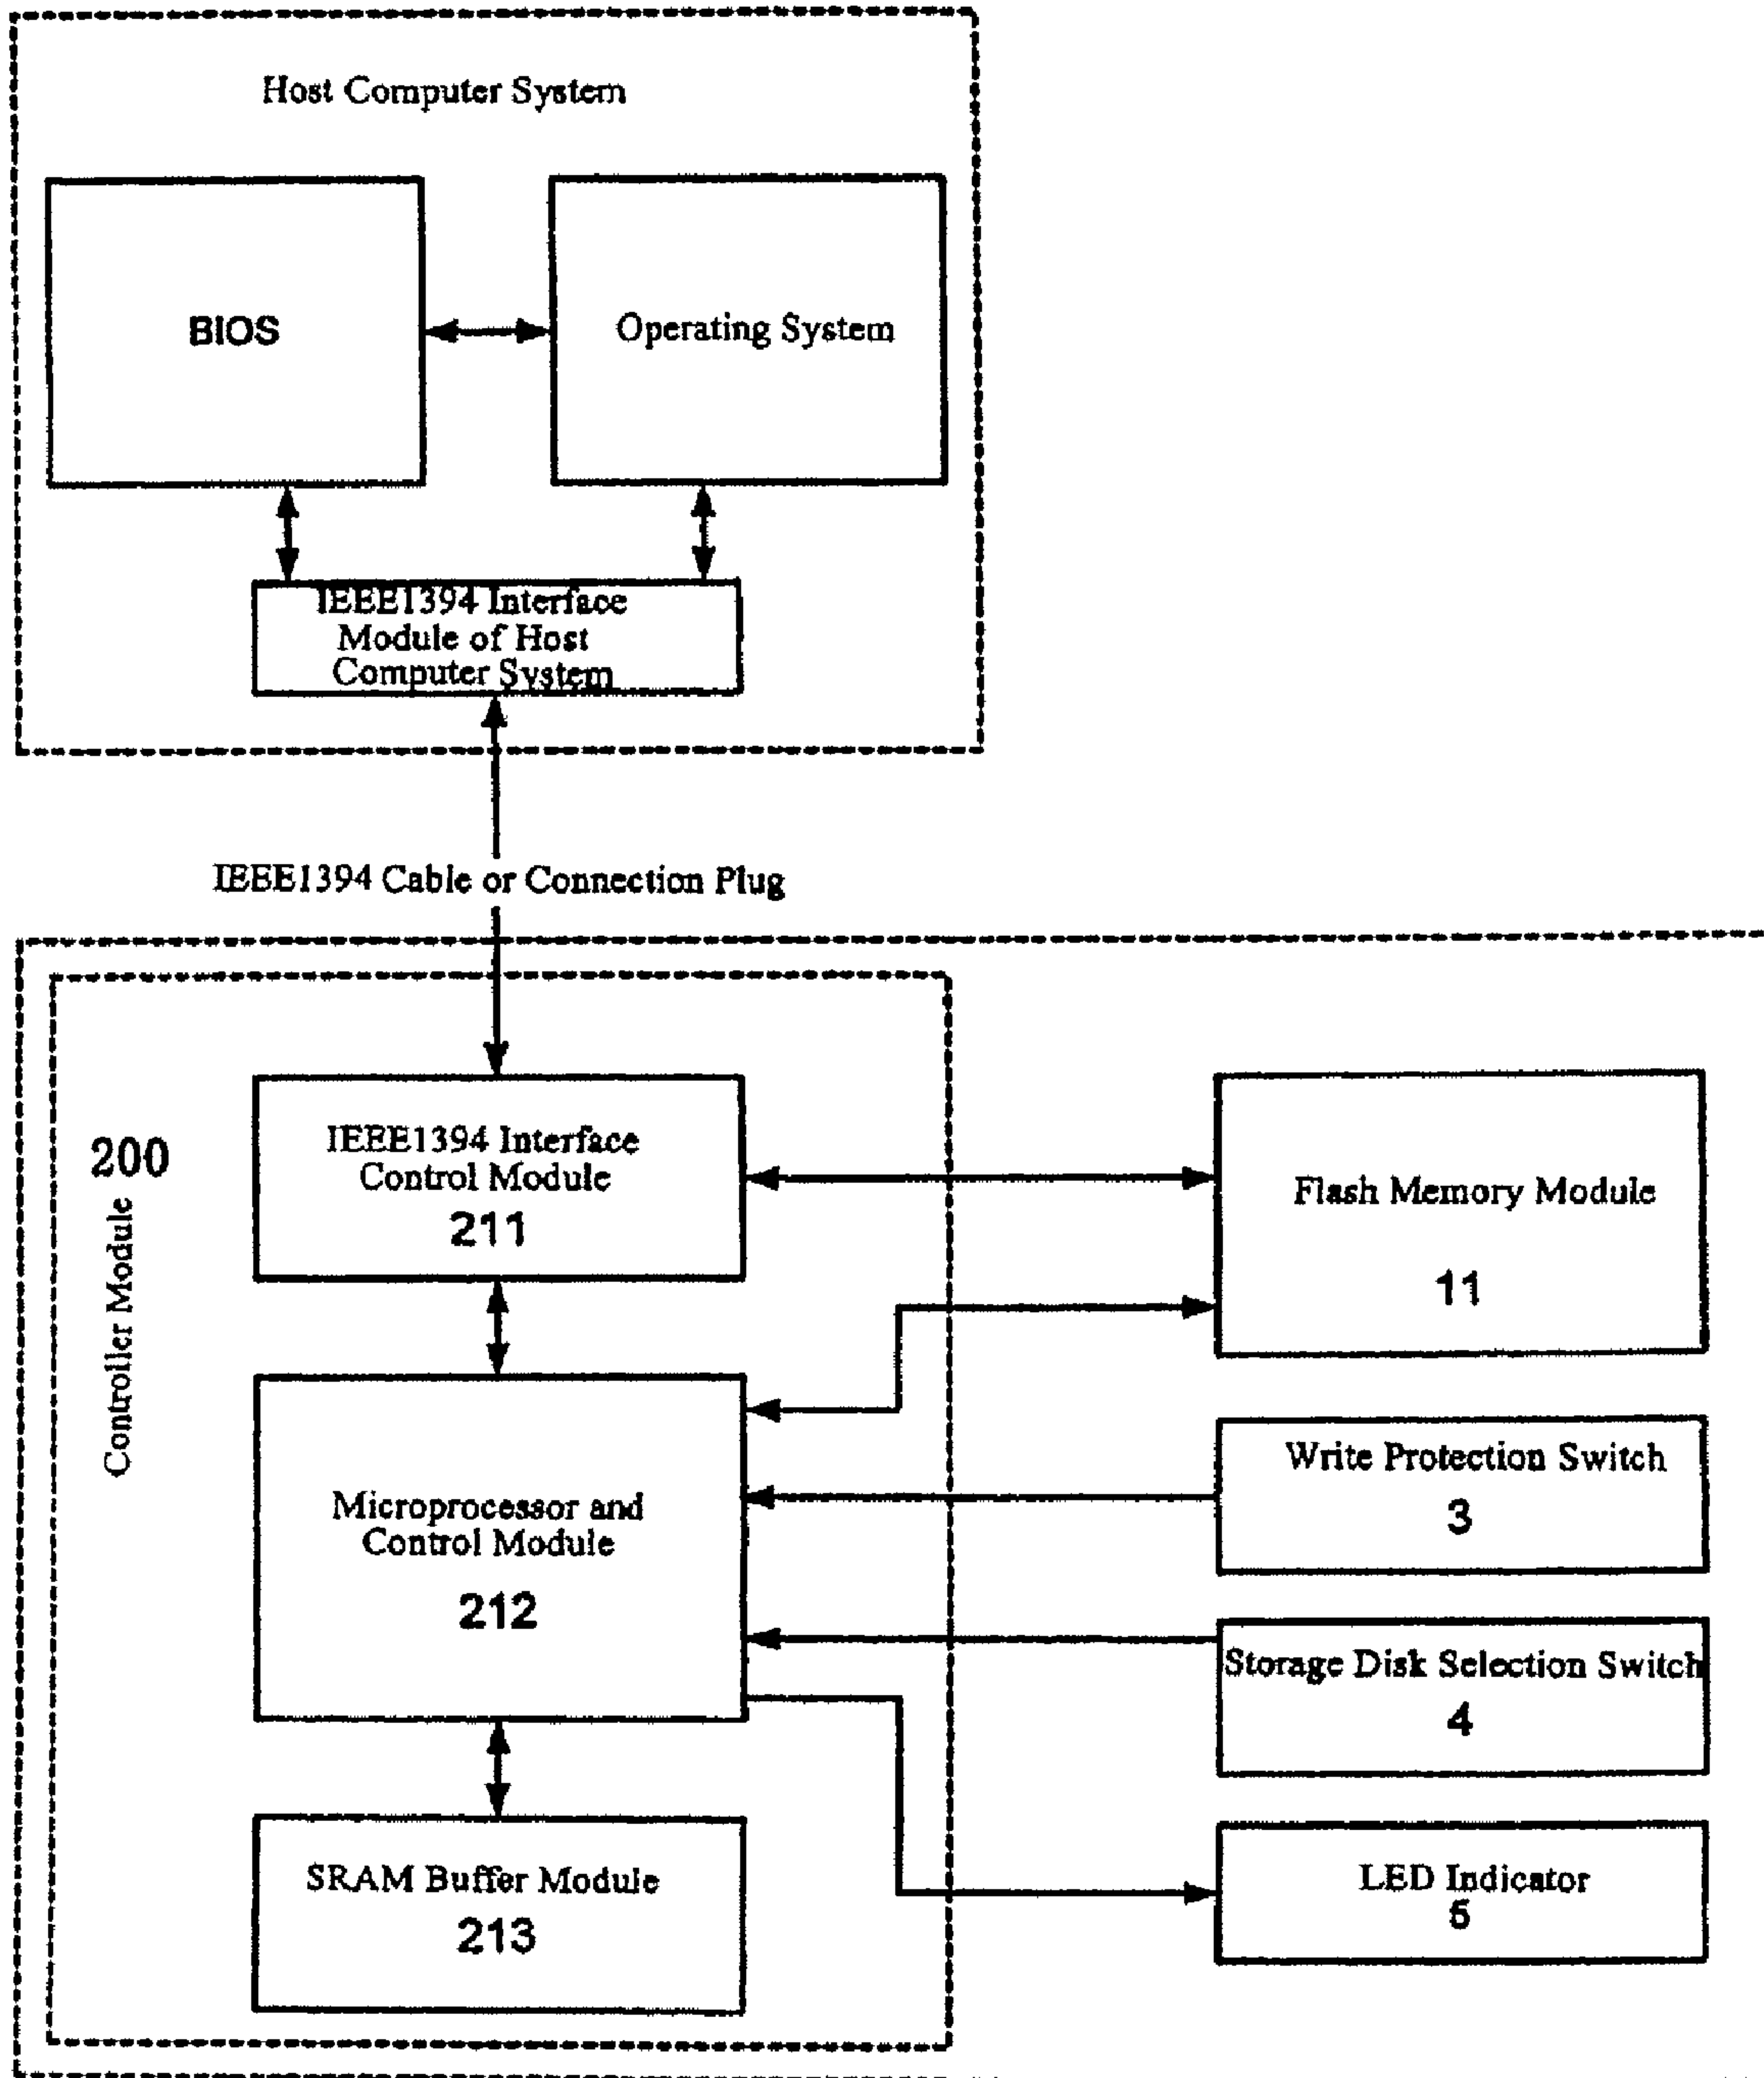 Host Computer System
BIOS
Operating System
IEEE1394 Interface
Module of Host
Computer System
IEEE1394 Cable or Connection Plug
200
Controller Module
IEEE1394 Interface
Control Module
211
Flash Memory Module
11
Microprocessor and
Control Module
212
Write Protection Switch
3
Storage Disk Selection Switch
4
SRAM Buffer Module
213
LED Indicator
5